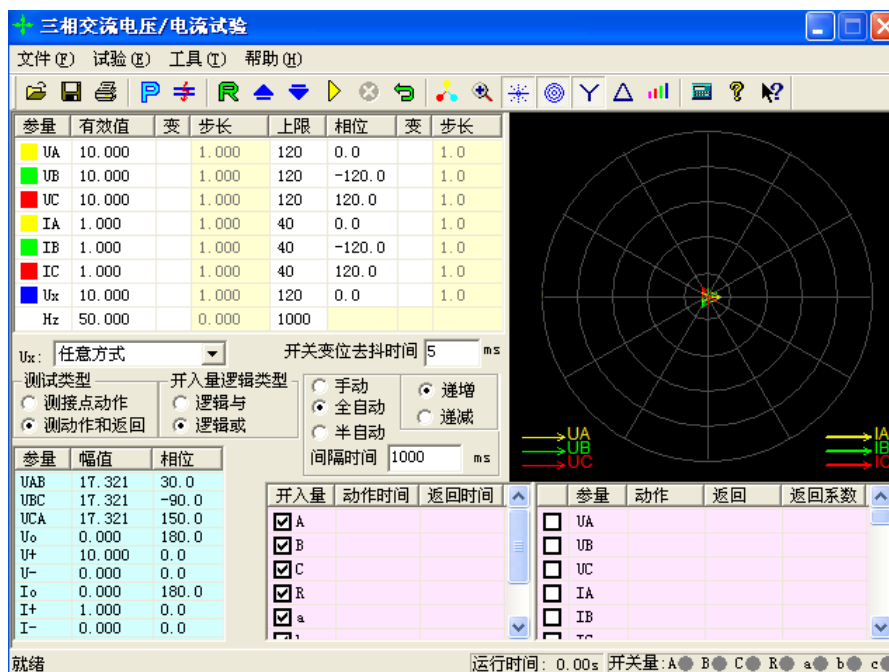 三相交流电压/电流试验
文件(F) 试验(E) 工具(T) 帮助(H)
参量 有效值 变 步长 上限 相位 变 步长
UA 10.000 1.000 120 0.0 1.0
UB 10.000 1.000 120 -120.0 1.0
UC 10.000 1.000 120 120.0 1.0
IA 1.000 1.000 40 0.0 1.0
IB 1.000 1.000 40 -120.0 1.0
IC 1.000 1.000 40 120.0 1.0
Ux 10.000 1.000 120 0.0 1.0
Hz 50.000 0.000 1000
Ux: 任意方式 开关变位去抖时间 5 ms
测试类型 开入量逻辑类型
测接点动作 逻辑与 手动 递增
测动作和返回 逻辑或 全自动 递减
半自动
间隔时间 1000 ms
UA IA
UB IB
UC IC
参量 幅值 相位
UAB 17.321 30.0
UBC 17.321 -90.0
UCA 17.321 150.0
Uo 0.000 180.0
U+ 10.000 0.0
U- 0.000 0.0
Io 0.000 180.0
I+ 1.000 0.0
I- 0.000 0.0
开入量 动作时间 返回时间
A
B
C
R
a
参量 动作 返回 返回系数
UA
UB
UC
IA
IB
就绪 运行时间: 0.00s 开关量:A B C R a b c